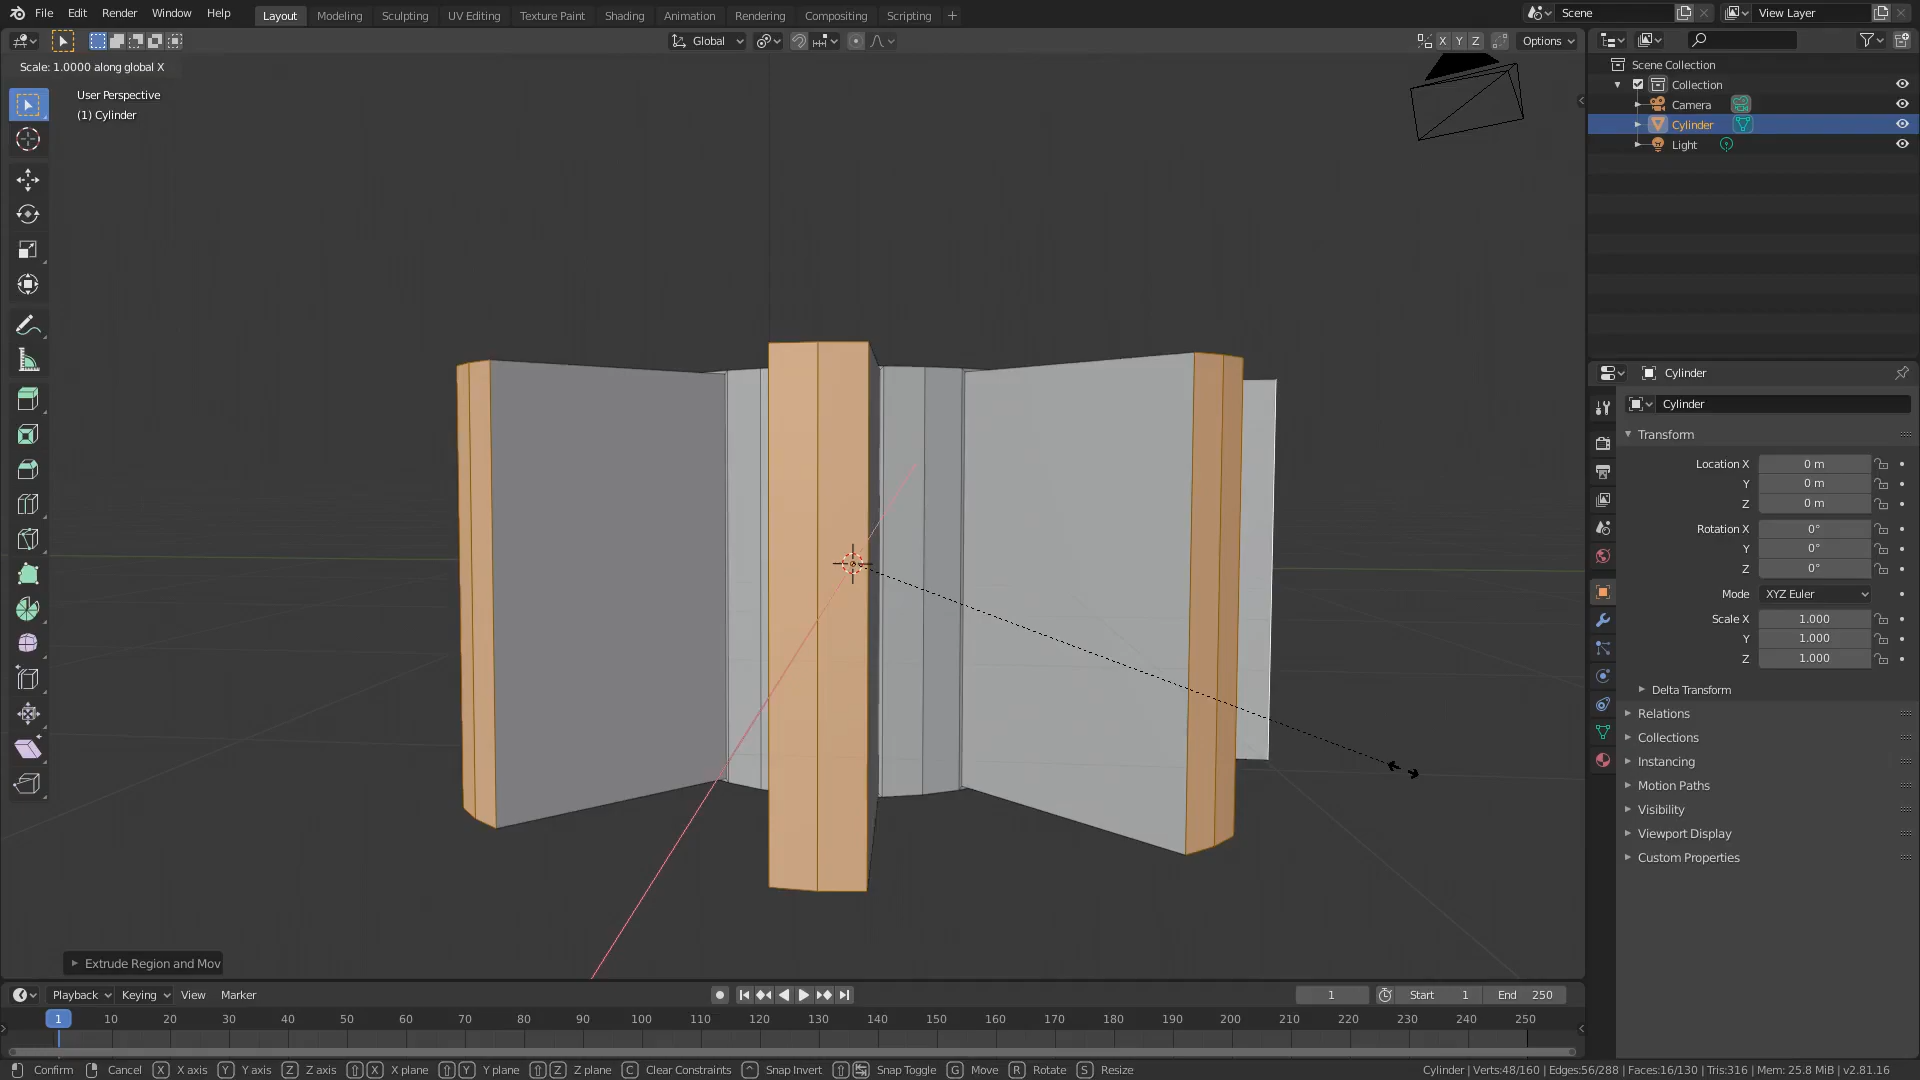 File Edit Render Window Help
Layout Modeling Sculpting UV Editing Texture Paint Shading Animation Rendering Compositing Scripting +
Scene
View Layer
Global
X Y Z
Options
Scale: 1.0000 along global X
User Perspective
(1) Cylinder
Scene Collection
Collection
Camera
Cylinder
Light
Cylinder
Cylinder
Transform
Location X 0 m
Y 0 m
Z 0 m
Rotation X 0°
Y 0°
Z 0°
Mode XYZ Euler
Scale X 1.000
Y 1.000
Z 1.000
Delta Transform
Relations
Collections
Instancing
Motion Paths
Visibility
Viewport Display
Custom Properties
Extrude Region and Mov
Playback Keying View Marker
1 Start 1 End 250
1 10 20 30 40 50 60 70 80 90 100 110 120 130 140 150 160 170 180 190 200 210 220 230 240 250
Confirm Cancel X X axis Y Y axis Z Z axis X X plane Y Y plane Z Z plane C Clear Constraints Snap Invert Snap Toggle G Move R Rotate S Resize
Cylinder | Verts:48/160 | Edges:56/288 | Faces:16/130 | Tris:316 | Mem: 25.8 MiB | v2.81.16